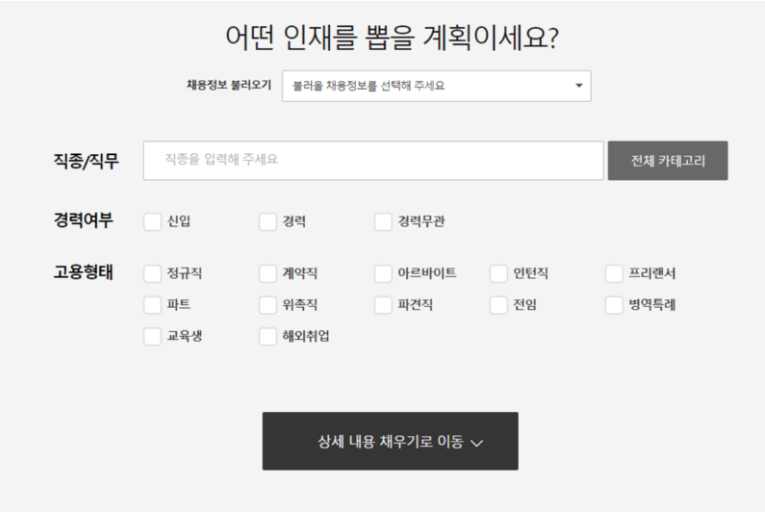 어떤 인재를 뽑을 계획이세요?
채용정보 불러오기 불러올 채용정보를 선택해 주세요
직종/직무 직종을 입력해 주세요 전체 카테고리
경력여부 신입 경력 경력무관
고용형태 정규직 계약직 아르바이트 인턴직 프리랜서
파트 위촉직 파견직 전임 병역특례
교육생 해외취업
상세 내용 채우기로 이동